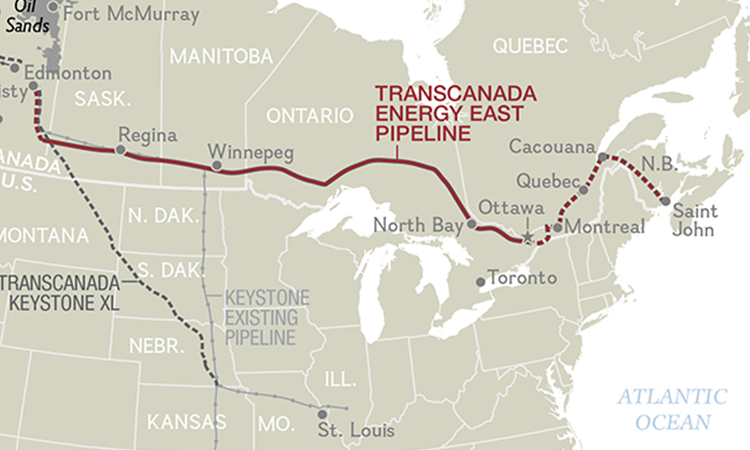 Oil
Sands
Fort McMurray
MANITOBA
QUEBEC
Edmonton
isty
SASK.
ONTARIO
TRANSCANADA
ENERGY EAST
PIPELINE
Regina
Winnepeg
Cacouana
N.B.
ANADA
U.S.
Quebec
Ottawa
Saint
John
N. DAK.
North Bay
Montreal
MONTANA
S. DAK.
Toronto
TRANSCANADA
KEYSTONE XL
KEYSTONE
EXISTING
PIPELINE
NEBR.
ILL.
ATLANTIC
OCEAN
KANSAS
MO.
St. Louis